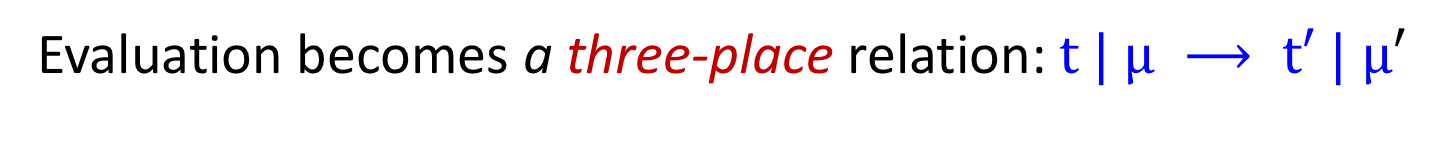 Evaluation becomes a three-place relation: t | μ ⟶ t′ | μ′